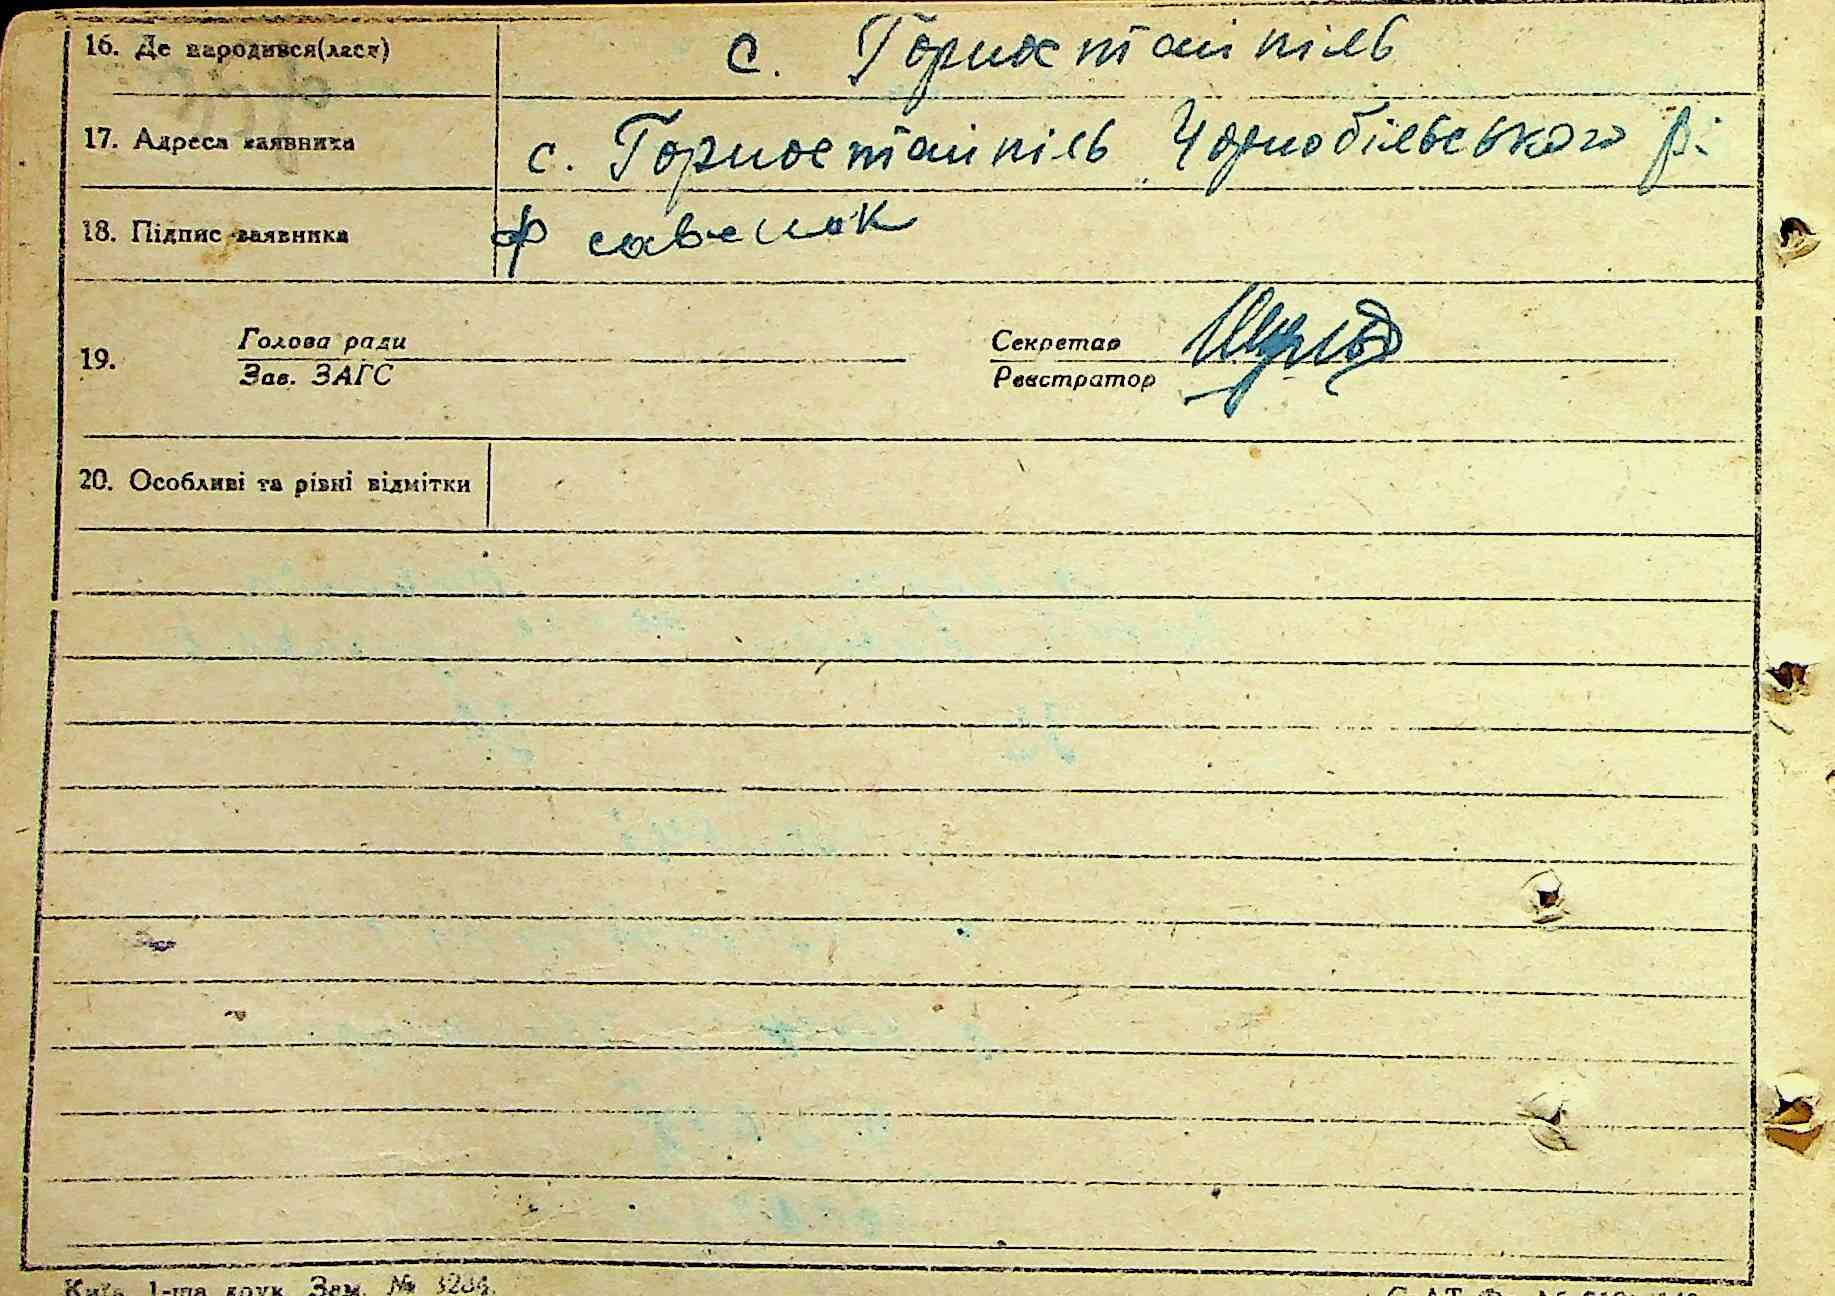 16. Де народився(лася) с. Горностайпіль
17. Адреса заявника с. Горностайпіль Чорнобільського р.
18. Підпис заявника ф савенок
19. Голова ради Секретар
Зав. ЗАГС Реєстратор
20. Особливі та різні відмітки
Київ, 1-ша друк. Зам. № 3284.